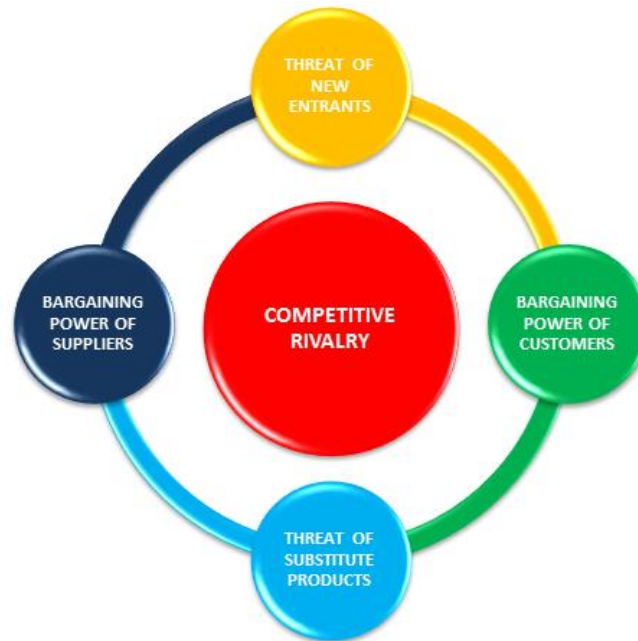 THREAT OF
NEW
ENTRANTS
BARGAINING
POWER OF
SUPPLIERS
COMPETITIVE
RIVALRY
BARGAINING
POWER OF
CUSTOMERS
THREAT OF
SUBSTITUTE
PRODUCTS